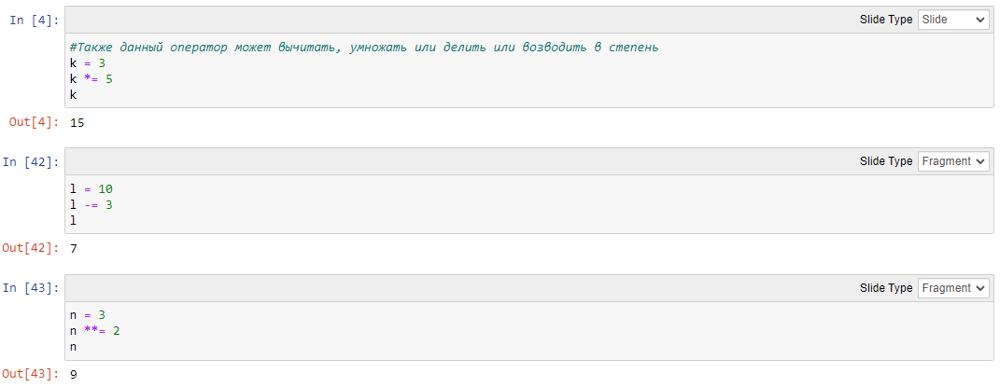 In [4]: Slide Type Slide
#Также данный оператор может вычитать, умножать или делить или возводить в степень
k = 3
k *= 5
k
Out[4]: 15
In [42]: Slide Type Fragment
l = 10
l -= 3
l
Out[42]: 7
In [43]: Slide Type Fragment
n = 3
n **= 2
n
Out[43]: 9